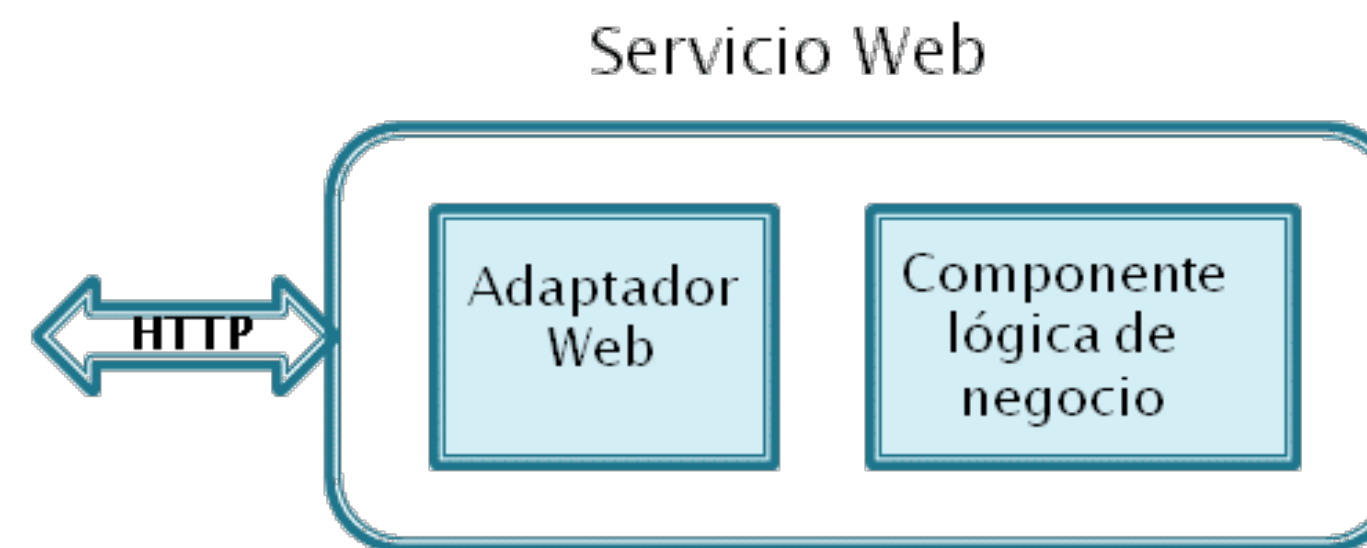 Servicio Web
HTTP
Adaptador
Web
Componente
lógica de
negocio